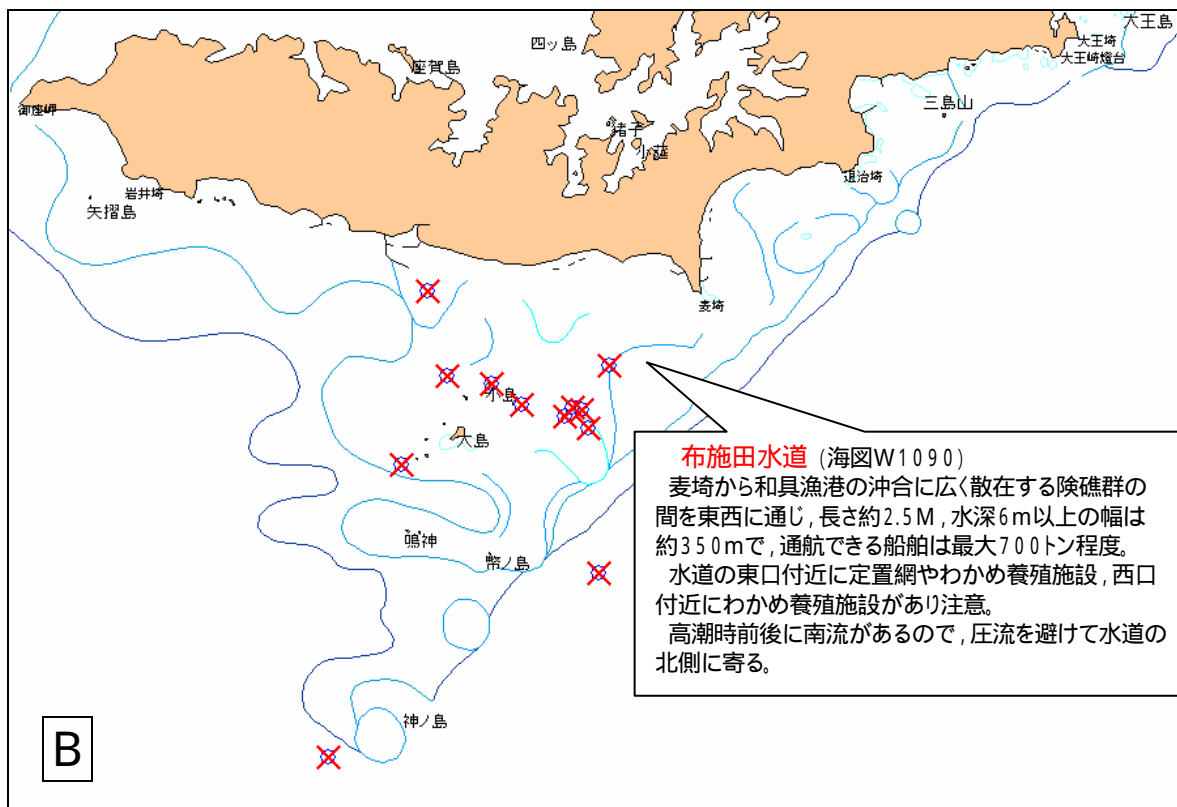 大王島
四ッ島
大王埼
大王埼燈台
座賀島
御座岬
三島山
猪子
小莚
退治埼
岩井埼
矢摺島
麦埼
小島
大島
布施田水道 (海図W1090)
麦埼から和具漁港の沖合に広く散在する険礁群の
間を東西に通じ,長さ約2.5M,水深6m以上の幅は
約350mで,通航できる船舶は最大700トン程度。
水道の東口付近に定置網やわかめ養殖施設,西口
付近にわかめ養殖施設があり注意。
高潮時前後に南流があるので,圧流を避けて水道の
北側に寄る。
鳴神
幣ノ島
神ノ島
B